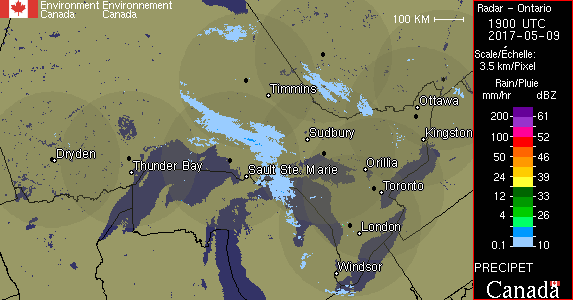 Environment Environnement
Canada Canada
100 KM
Timmins
Ottawa
Sudbury
Kingston
Dryden
Thunder Bay
Sault Ste. Marie
Orillia
Toronto
London
Windsor
Radar - Ontario
1900 UTC
2017-05-09
Scale/Échelle:
3.5 km/Pixel
Rain/Pluie
mm/hr dBZ
200 61
100 52
50 46
24 39
12 33
4 26
0.1 10
PRECIPET
Canada